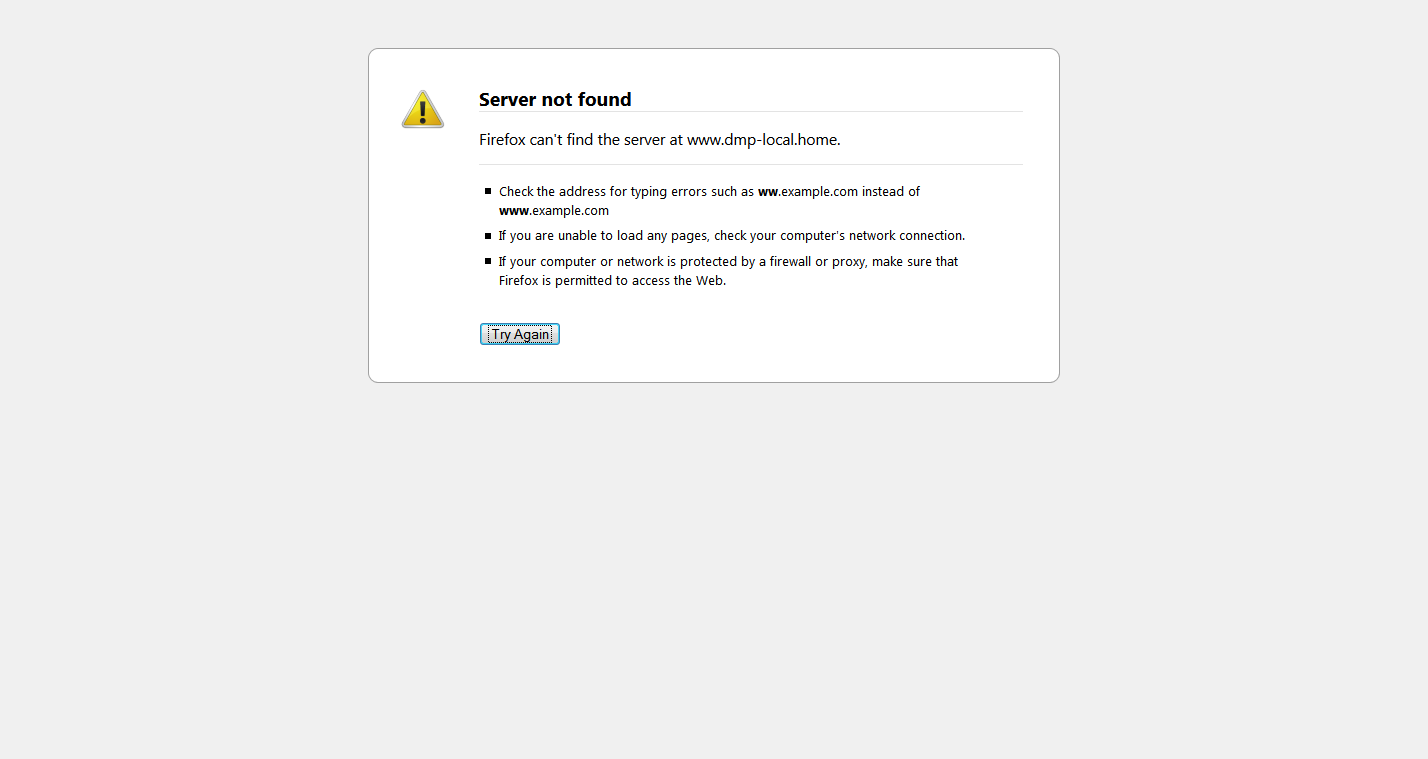 Server not found
Firefox can't find the server at www.dmp-local.home.
Check the address for typing errors such as ww.example.com instead of
www.example.com
If you are unable to load any pages, check your computer's network connection.
If your computer or network is protected by a firewall or proxy, make sure that
Firefox is permitted to access the Web.
Try Again